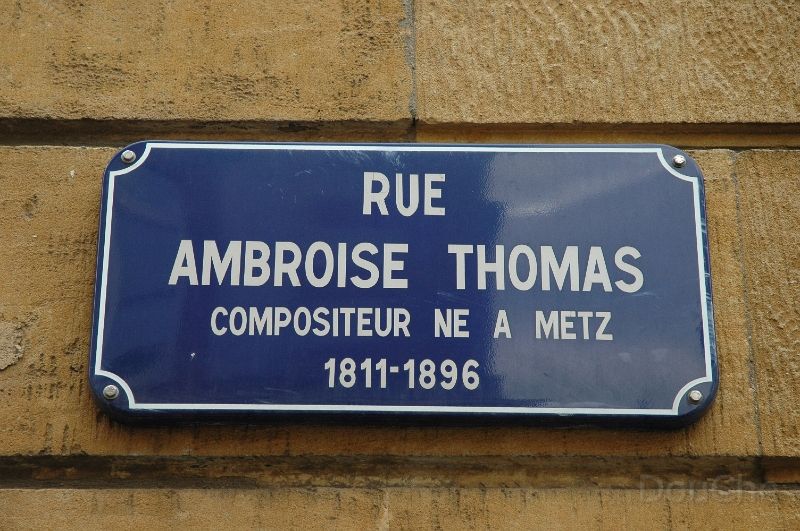 RUE
AMBROISE THOMAS
COMPOSITEUR NE A METZ
1811-1896